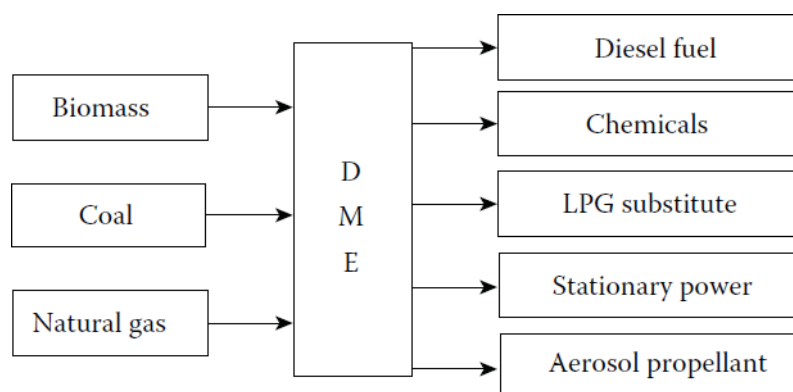 Biomass
Coal
Natural gas
D
M
E
Diesel fuel
Chemicals
LPG substitute
Stationary power
Aerosol propellant